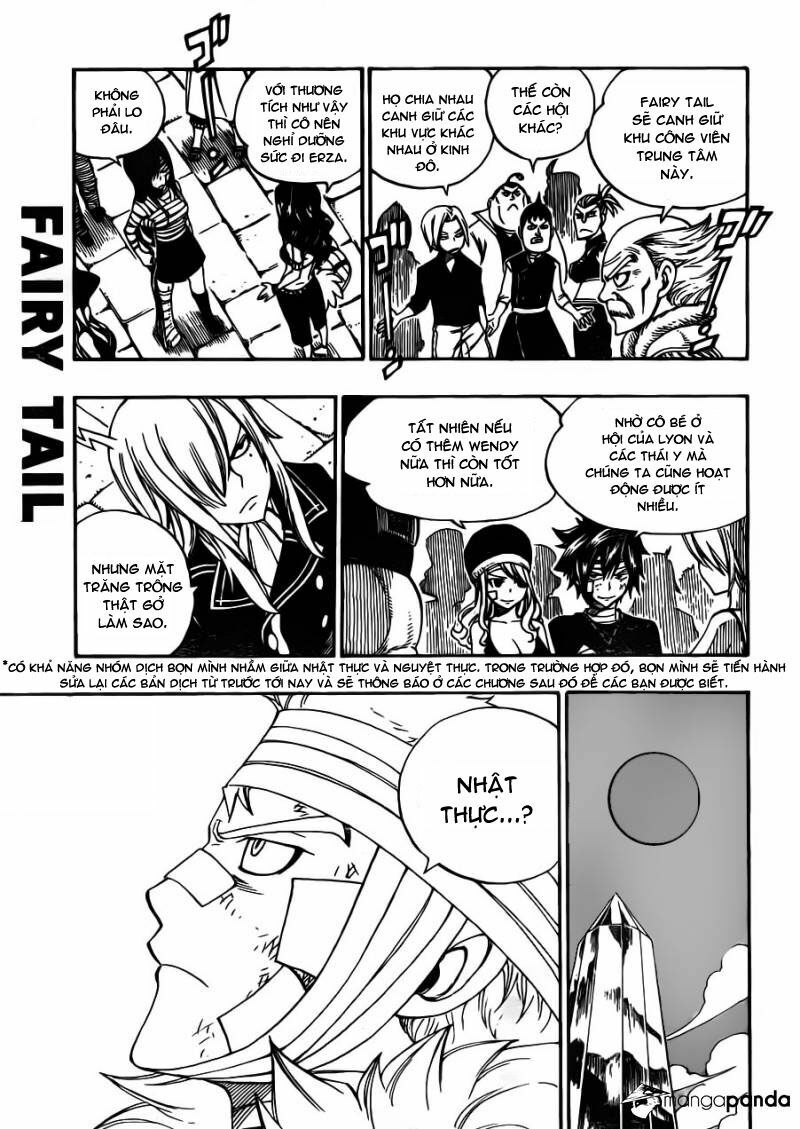 FAIRY TAIL
SẼ CANH GIỮ
KHU CÔNG VIÊN
TRUNG TÂM
NÀY.
THẾ CÒN
CÁC HỘI
KHÁC?
HỌ CHIA NHAU
CANH GIỮ CÁC
KHU VỰC KHÁC
NHAU Ở KINH
ĐÔ.
ゴ
ゴ
VỚI THƯƠNG
TÍCH NHƯ VẬY
THÌ CÔ NÊN
NGHỈ DƯỠNG
SỨC ĐI ERZA.
KHÔNG
PHẢI LO
ĐÂU.
ゴ
FAIRY TAIL
NHỜ CÔ BÉ Ở
HỘI CỦA LYON VÀ
CÁC THÁI Y MÀ
CHÚNG TA CŨNG HOẠT
ĐỘNG ĐƯỢC ÍT
NHIỀU.
TẤT NHIÊN NẾU
CÓ THÊM WENDY
NỮA THÌ CÒN TỐT
HƠN NỮA.
NHƯNG MẶT
TRĂNG TRÔNG
THẬT GỞ
LÀM SAO.
*CÓ KHẢ NĂNG NHÓM DỊCH BỌN MÌNH NHẦM GIỮA NHẬT THỰC VÀ NGUYỆT THỰC. TRONG TRƯỜNG HỢP ĐÓ, BỌN MÌNH SẼ TIẾN HÀNH
SỬA LẠI CÁC BẢN DỊCH TỪ TRƯỚC TỚI NAY VÀ SẼ THÔNG BÁO Ở CÁC CHƯƠNG SAU ĐÓ ĐỂ CÁC BẠN ĐƯỢC BIẾT.
NHẬT
THỰC...?
mangapanda